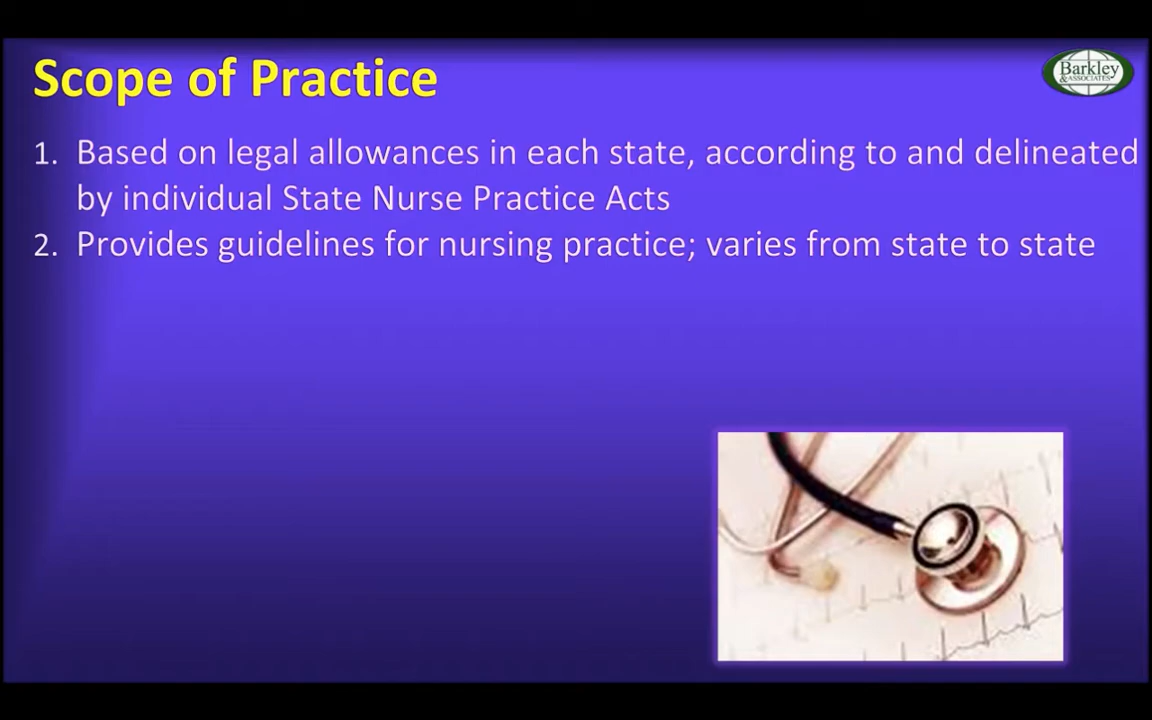 Scope of Practice
Barkley
& ASSOCIATES
1. Based on legal allowances in each state, according to and delineated
by individual State Nurse Practice Acts
2. Provides guidelines for nursing practice; varies from state to state